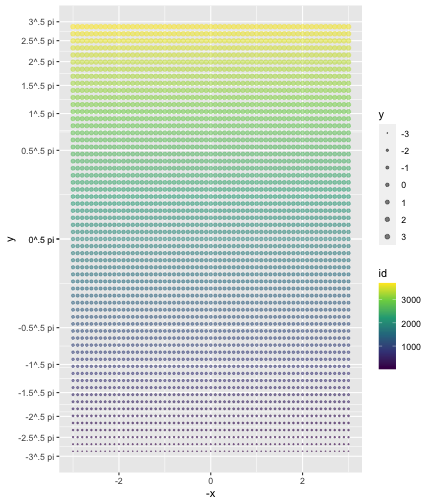 3^.5 pi
2.5^.5 pi
2^.5 pi
1.5^.5 pi
1^.5 pi
0.5^.5 pi
0^.5 pi
-0.5^.5 pi
-1^.5 pi
-1.5^.5 pi
-2^.5 pi
-2.5^.5 pi
-3^.5 pi
y
-2
0
2
-x
y
-3
-2
-1
0
1
2
3
id
3000
2000
1000